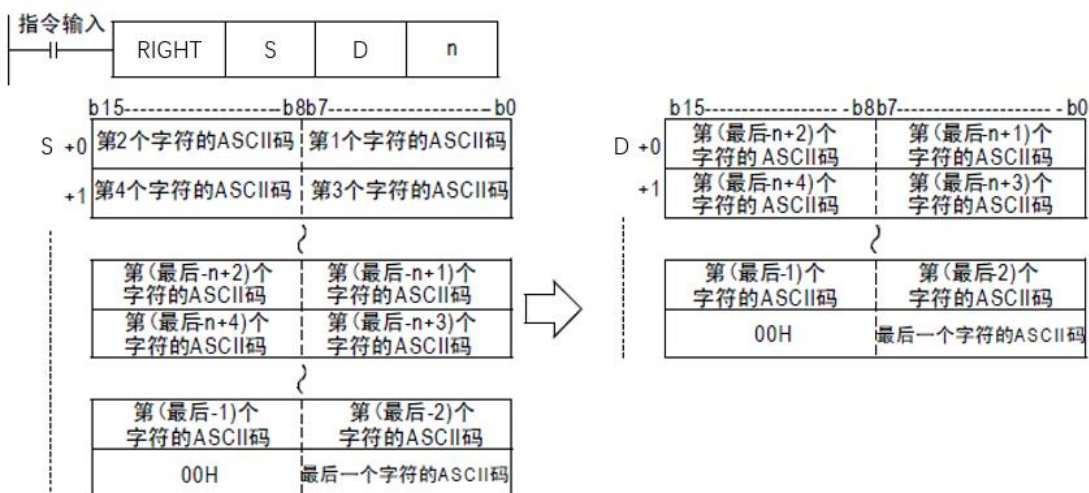 指令输入
RIGHT S D n
b15 b8b7 b0
S +0 第2个字符的ASCII码 第1个字符的ASCII码
+1 第4个字符的ASCII码 第3个字符的ASCII码
第(最后-n+2)个 第(最后-n+1)个
字符的ASCII码 字符的ASCII码
第(最后-n+4)个 第(最后-n+3)个
字符的ASCII码 字符的ASCII码
第(最后-1)个 第(最后-2)个
字符的ASCII码 字符的ASCII码
00H 最后一个字符的ASCII码
b15 b8b7 b0
D +0 第(最后-n+2)个 第(最后-n+1)个
字符的ASCII码 字符的ASCII码
+1 第(最后-n+4)个 第(最后-n+3)个
字符的ASCII码 字符的ASCII码
第(最后-1)个 第(最后-2)个
字符的ASCII码 字符的ASCII码
00H 最后一个字符的ASCII码